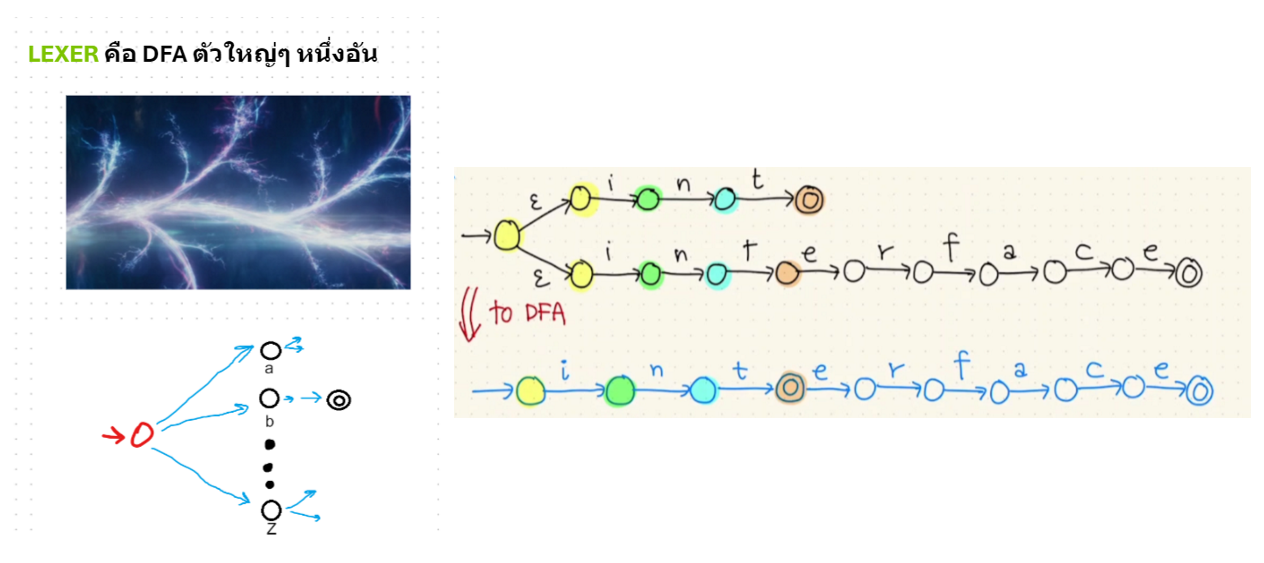 LEXER คือ DFA ตัวใหญ่ๆ หนึ่งอัน
a
b
Z
ε i n t
ε i n t e r f a c e
to DFA
i n t e r f a c e